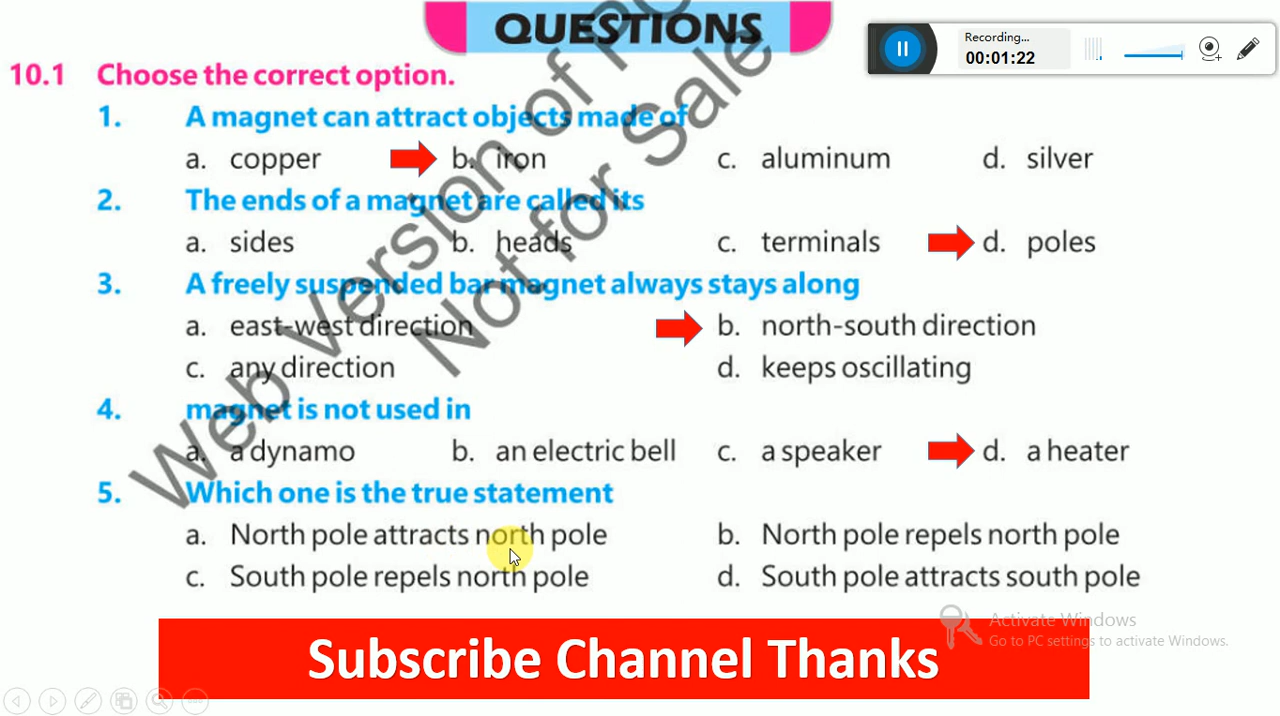 QUESTIONS
Recording...
00:01:22
10.1 Choose the correct option.
1. A magnet can attract objects made of
a. copper b. iron c. aluminum d. silver
2. The ends of a magnet are called its
a. sides b. heads c. terminals d. poles
3. A freely suspended bar magnet always stays along
a. east-west direction b. north-south direction
c. any direction d. keeps oscillating
4. magnet is not used in
a. a dynamo b. an electric bell c. a speaker d. a heater
5. Which one is the true statement
a. North pole attracts north pole b. North pole repels north pole
c. South pole repels north pole d. South pole attracts south pole
Web Version of
Not for Sale
Activate Windows
Go to PC settings to activate Windows.
Subscribe Channel Thanks